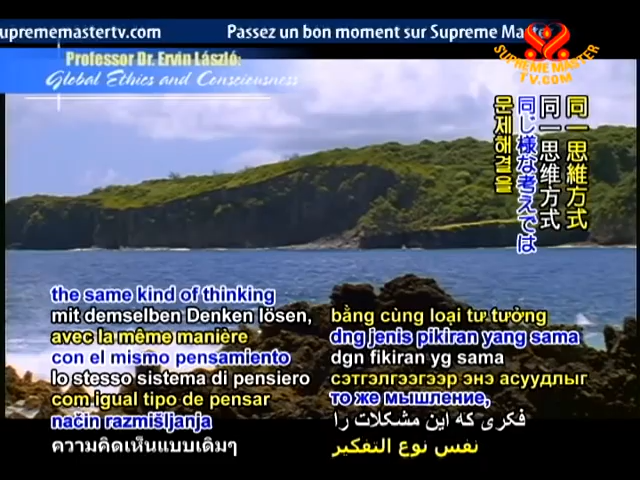 supremesmastertv.com Passez un bon moment sur Supreme Maste
Professor Dr. Ervin László:
Global Ethics and Consciousness
SUPREME MASTER
TV.COM
同一思維方式
同一思维方式
同じ様な考えでは
문제해결을
the same kind of thinking
mit demselben Denken lösen,
avec la même manière
con el mismo pensamiento
lo stesso sistema di pensiero
com igual tipo de pensar
način razmišljanja
ความคิดเห็นแบบเดิมๆ
bằng cùng loại tư tưởng
dng jenis pikiran yang sama
dgn fikiran yg sama
сэтгэлгээгээр энэ асуудлыг
то же мышление,
فکری که این مشکلات را
نفس نوع التفكير